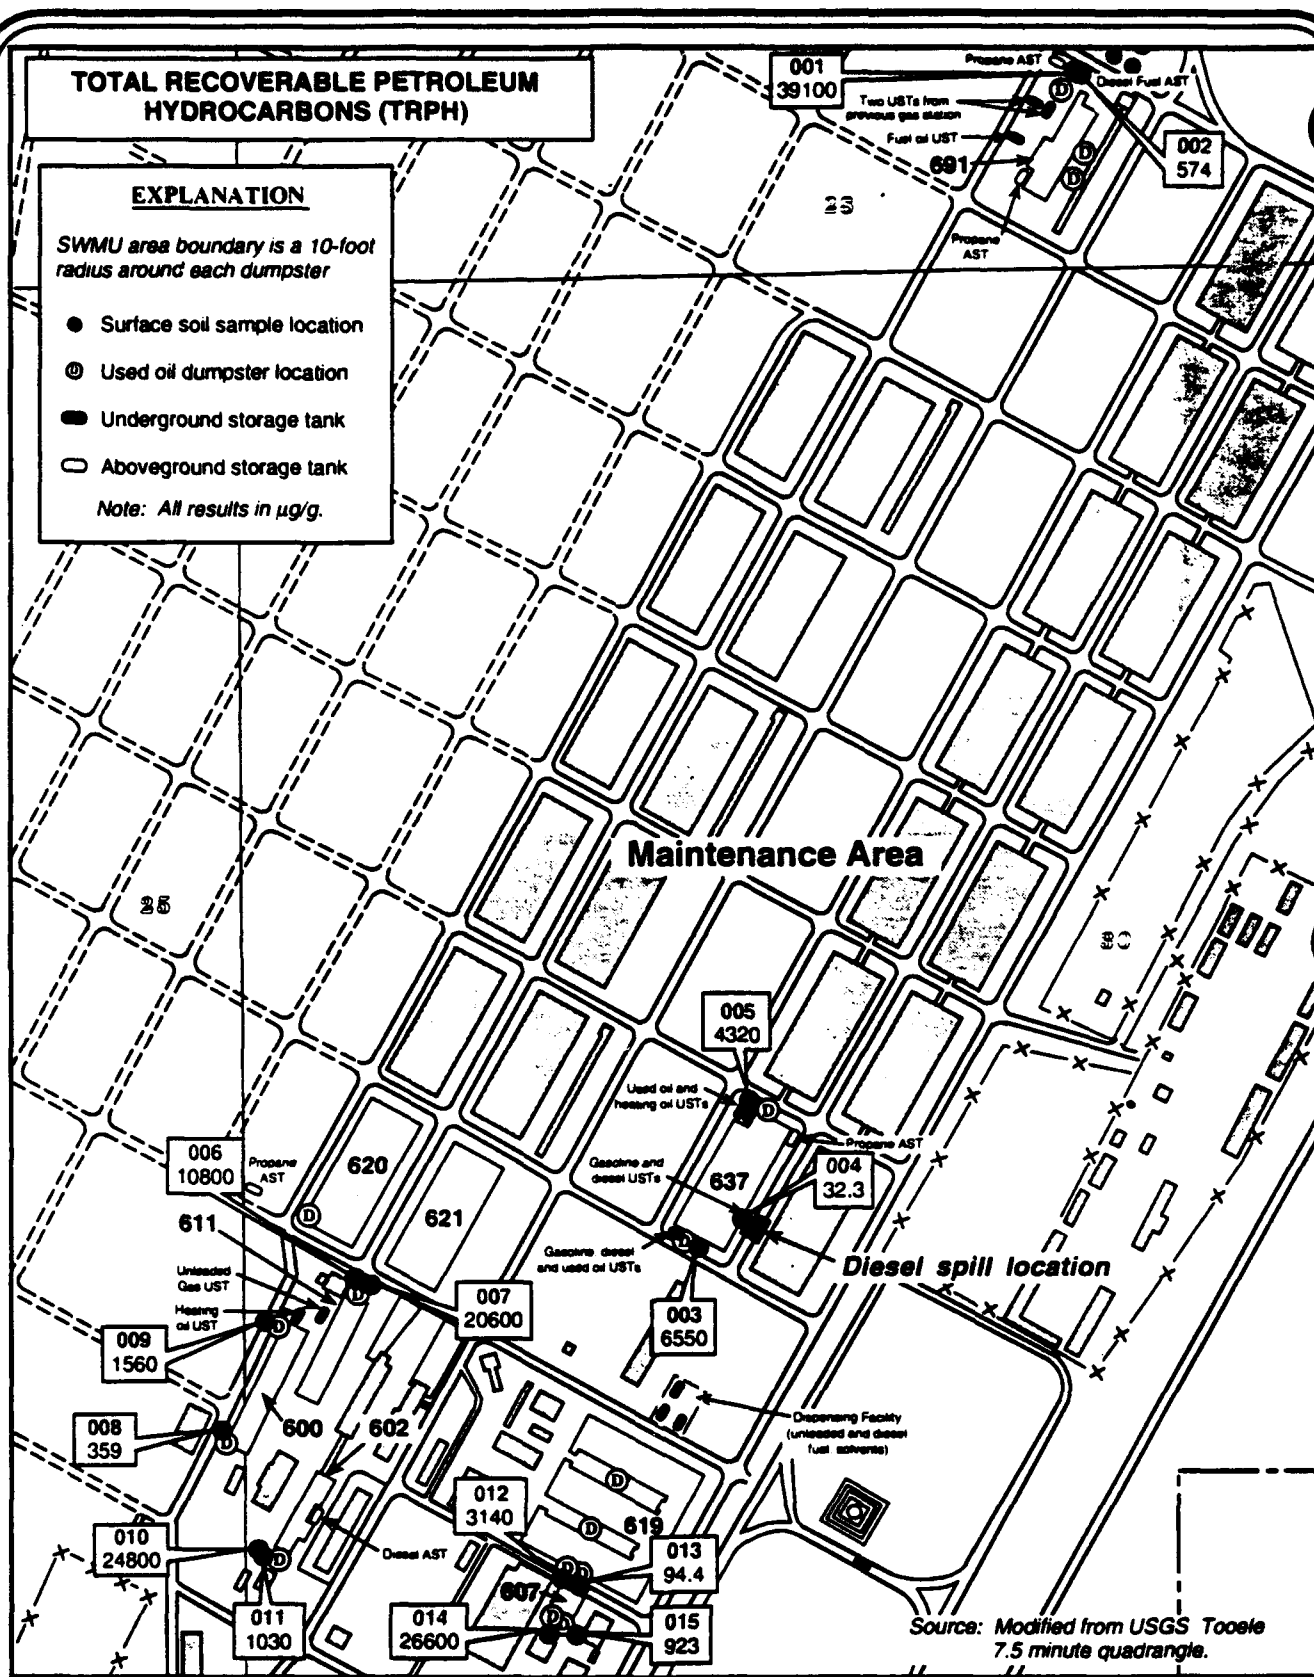 TOTAL RECOVERABLE PETROLEUM
HYDROCARBONS (TRPH)
EXPLANATION
SWMU area boundary is a 10-foot
radius around each dumpster
Surface soil sample location
D Used oil dumpster location
Underground storage tank
Aboveground storage tank
Note: All results in µg/g.
001
39100
Propane AST
Diesel Fuel AST
D
Two USTs from
previous gas station
Fuel oil UST
691
D
D
002
574
Propane
AST
Maintenance Area
25
005
4320
Used oil and
heating oil USTs
D
Propane AST
Gasoline and
diesel USTs
637
004
32.3
Gasoline, diesel
and used oil USTs
D
Diesel spill location
003
6550
006
10800
Propane
AST
620
D
621
611
Unleaded
Gas UST
Heating
oil UST
D
007
20600
009
1560
D
600
602
008
359
D
Dispensing Facility
(unleaded and diesel
fuel, solvents)
012
3140
D
D
619
010
24800
D
Diesel AST
D
D
013
94.4
607
011
1030
014
26600
D
D
015
923
Source: Modified from USGS Tooele
7.5 minute quadrangle.